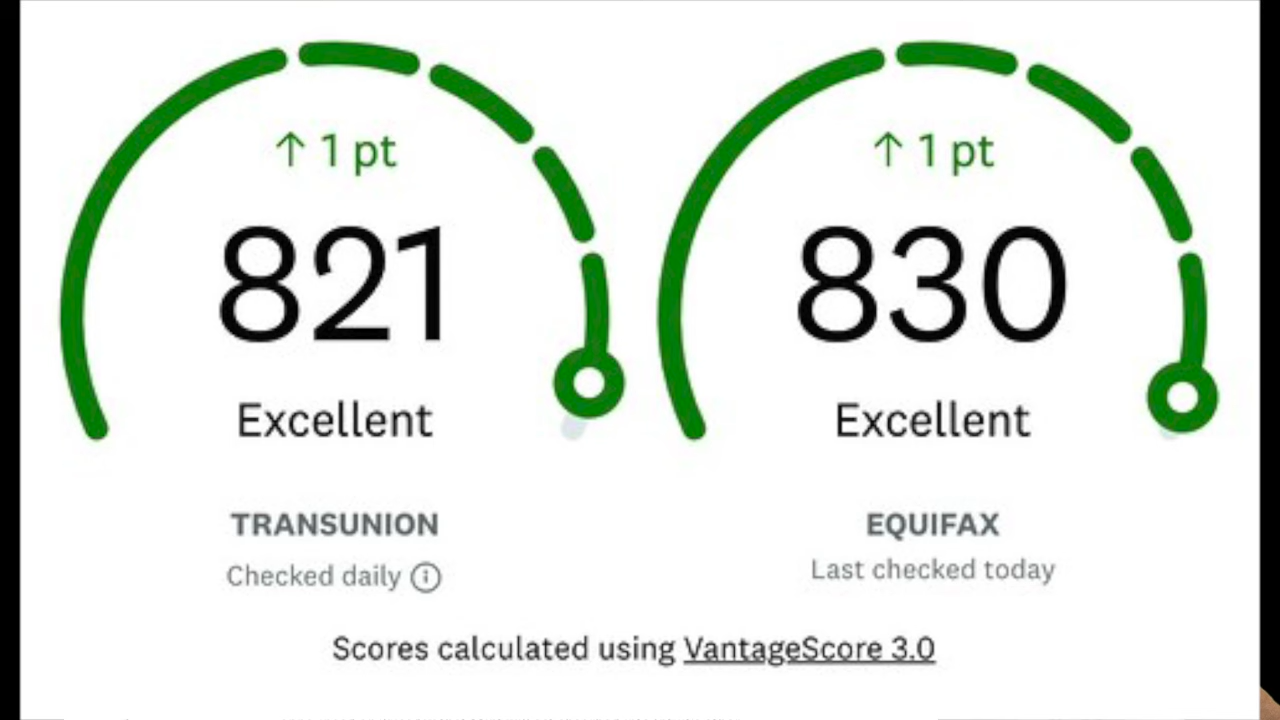 ↑ 1 pt
821
Excellent
TRANSUNION
Checked daily
↑ 1 pt
830
Excellent
EQUIFAX
Last checked today
Scores calculated using VantageScore 3.0